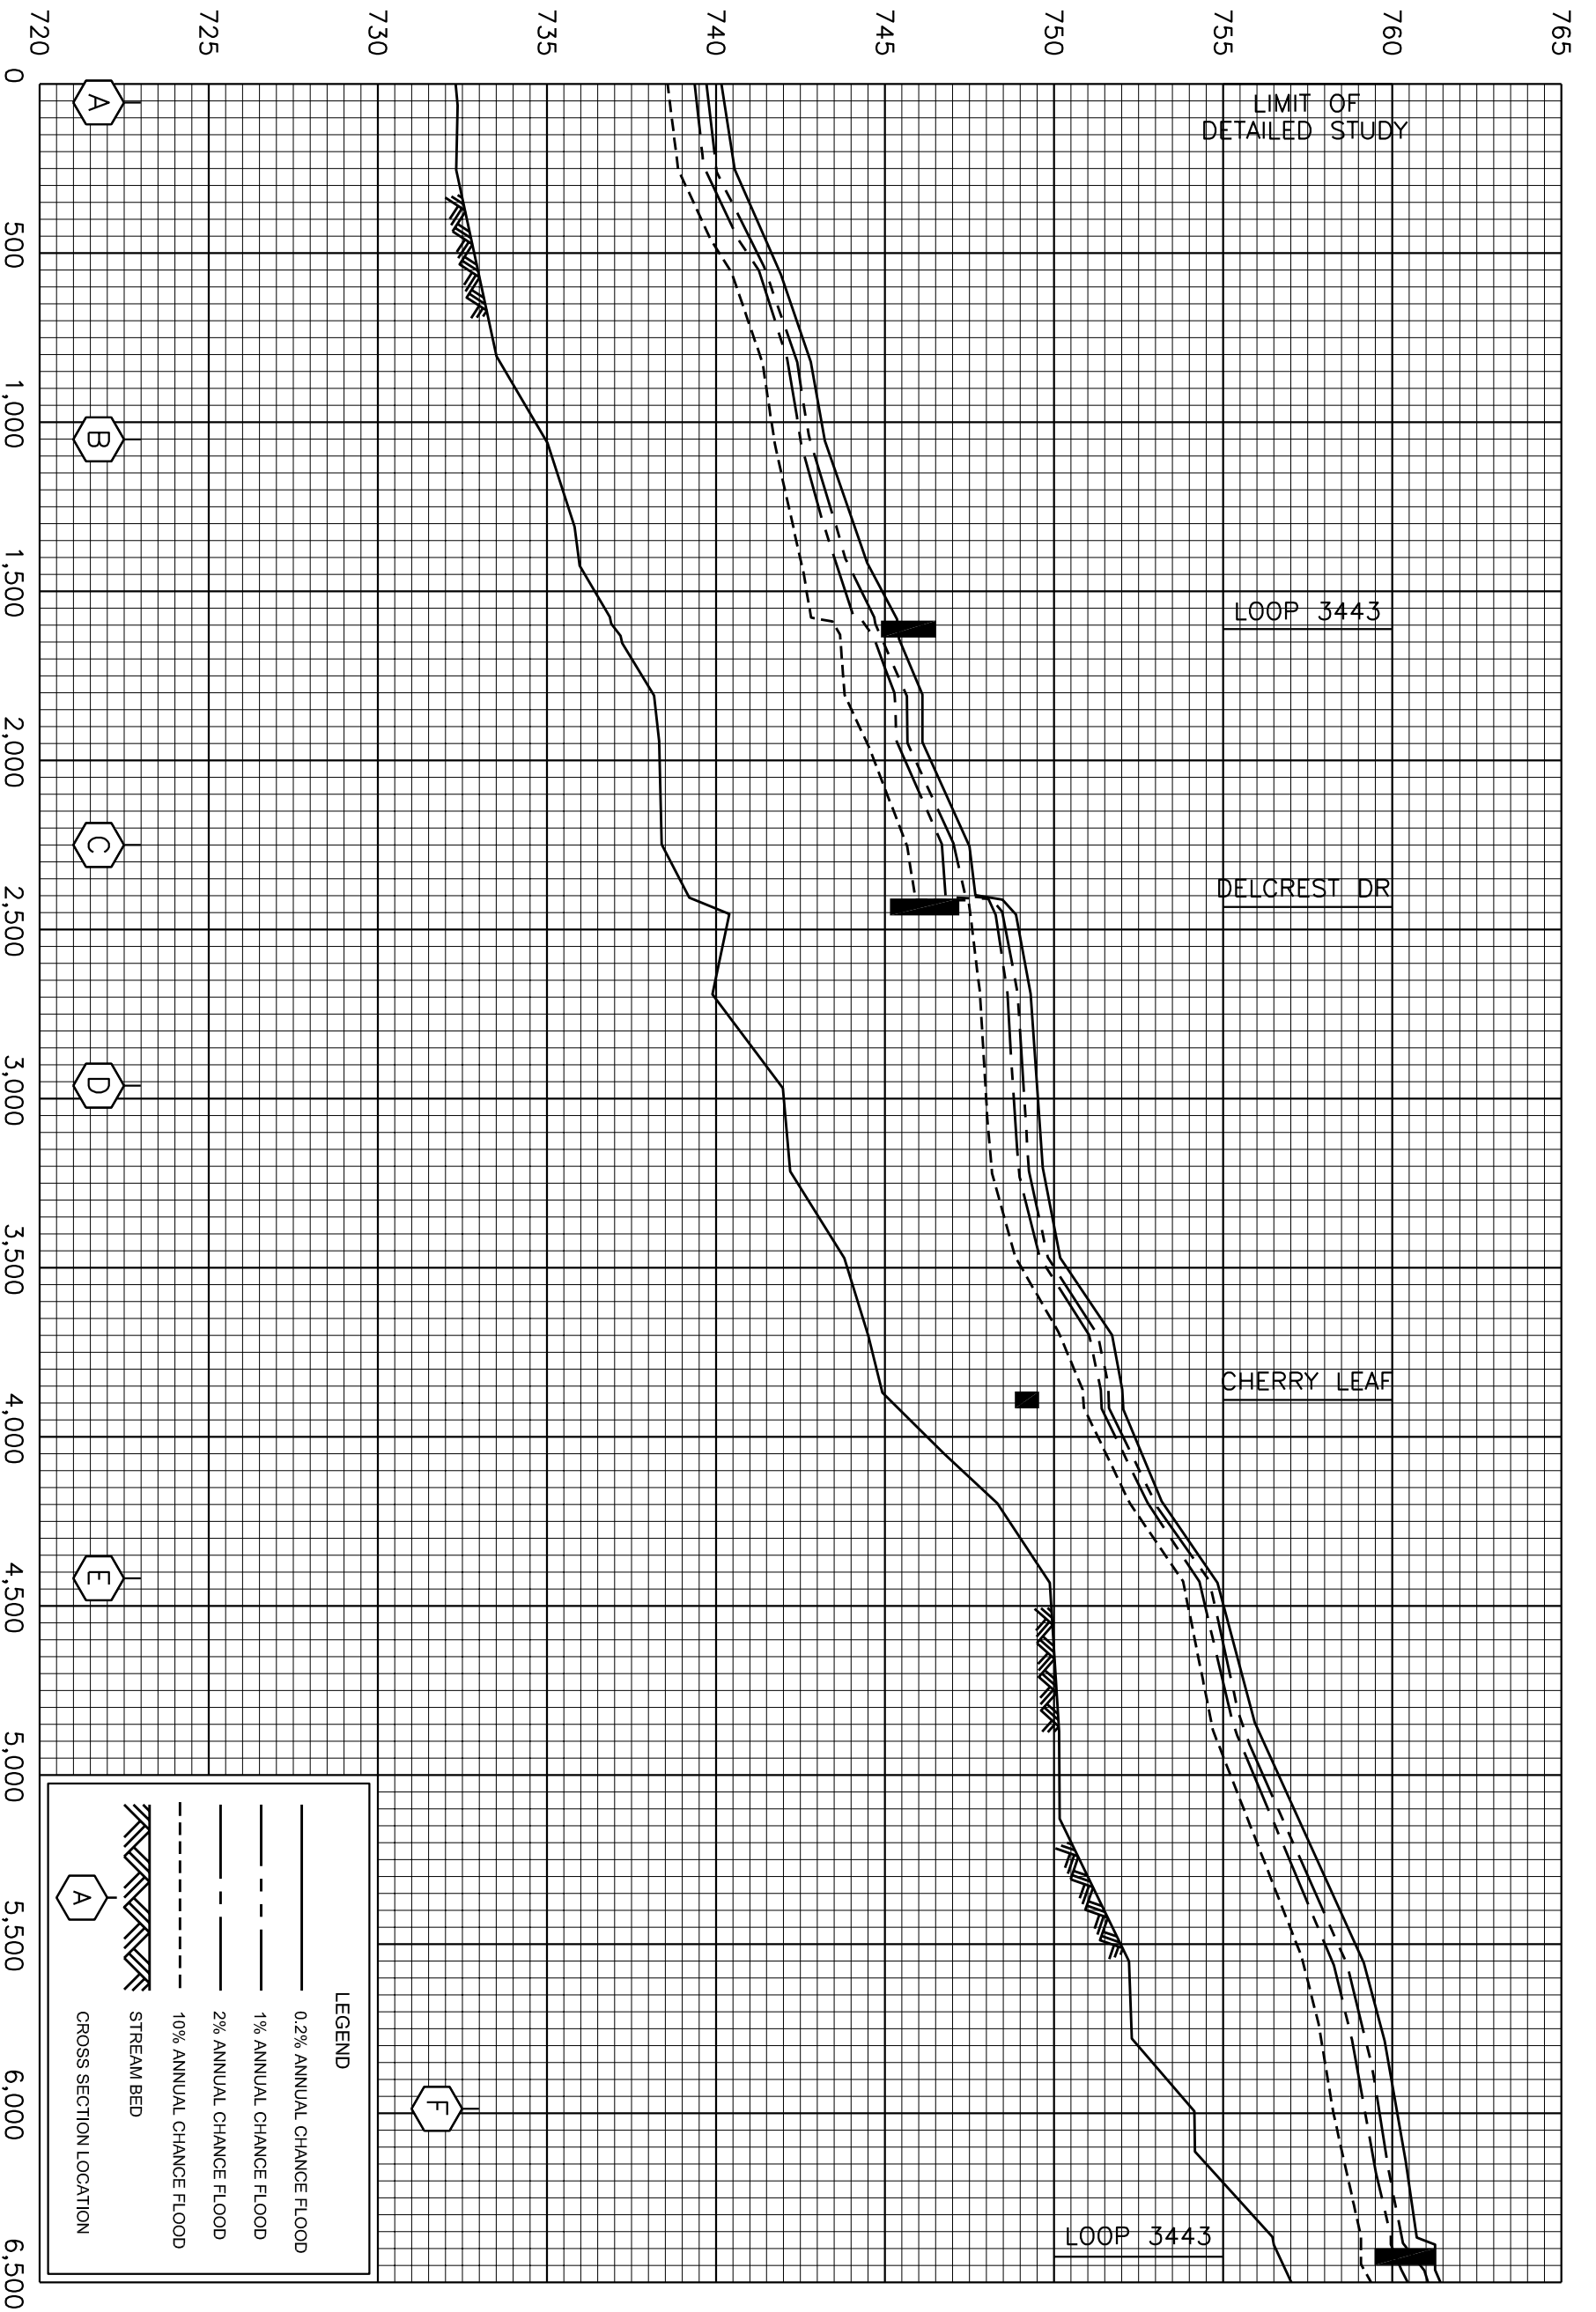 765
760
755
750
745
740
735
730
725
720
0
500
1,000
1,500
2,000
2,500
3,000
3,500
4,000
4,500
5,000
5,500
6,000
6,500
LIMIT OF
DETAILED STUDY
LOOP 3443
DELCREST DR
CHERRY LEAF
LOOP 3443
A
B
C
D
E
F
LEGEND
0.2% ANNUAL CHANCE FLOOD
1% ANNUAL CHANCE FLOOD
2% ANNUAL CHANCE FLOOD
10% ANNUAL CHANCE FLOOD
STREAM BED
A
CROSS SECTION LOCATION